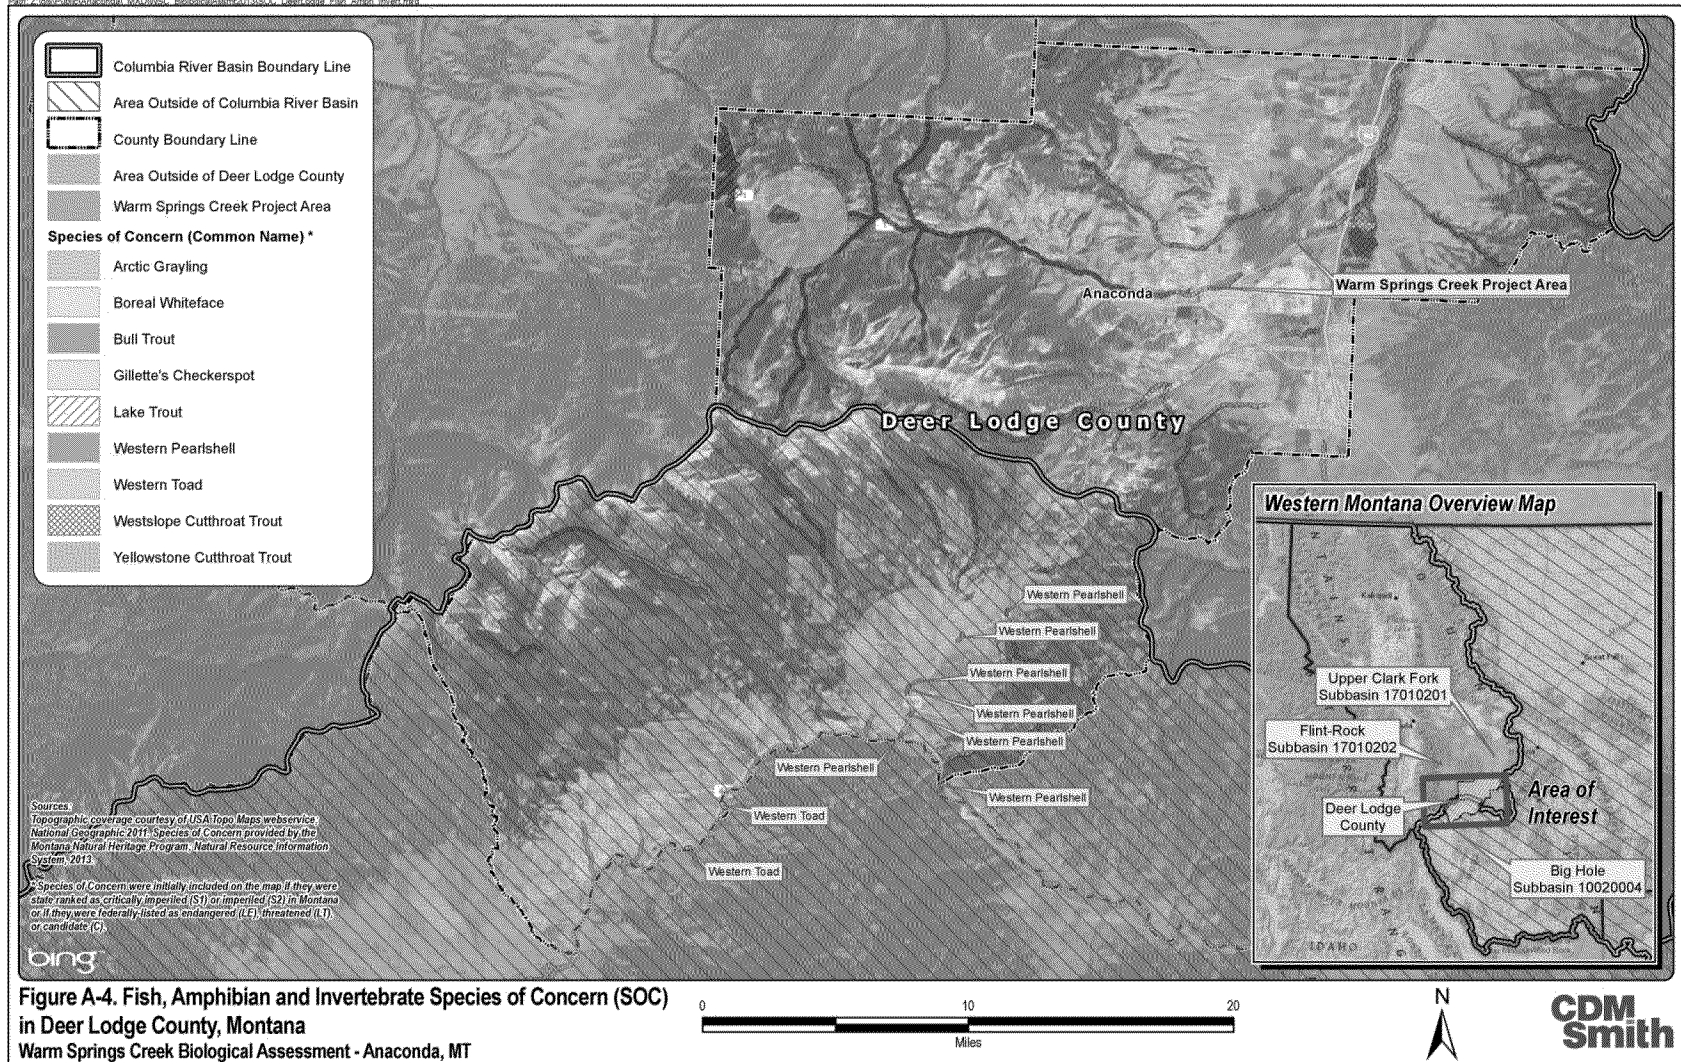 Columbia River Basin Boundary Line
Area Outside of Columbia River Basin
County Boundary Line
Area Outside of Deer Lodge County
Warm Springs Creek Project Area
Species of Concern (Common Name) *
Arctic Grayling
Boreal Whiteface
Bull Trout
Gillette's Checkerspot
Lake Trout
Western Pearlshell
Western Toad
Westslope Cutthroat Trout
Yellowstone Cutthroat Trout
Anaconda
Warm Springs Creek Project Area
Deer Lodge County
Western Pearlshell
Western Pearlshell
Western Pearlshell
Western Pearlshell
Western Pearlshell
Western Pearlshell
Western Pearlshell
Western Toad
Western Toad
Sources:
Topographic coverage courtesy of USA Topo Maps webservice,
National Geographic 2011. Species of Concern provided by the
Montana Natural Heritage Program, Natural Resource Information
System, 2013.
* Species of Concern were initially included on the map if they were
state ranked as critically imperiled (S1) or imperiled (S2) in Montana
or if they were federally-listed as endangered (LE), threatened (LT),
or candidate (C).
bing
Western Montana Overview Map
Kalispell
Great Falls
Upper Clark Fork
Subbasin 17010201
Flint-Rock
Subbasin 17010202
Deer Lodge
County
Area of
Interest
Big Hole
Subbasin 10020004
IDAHO
Figure A-4. Fish, Amphibian and Invertebrate Species of Concern (SOC)
in Deer Lodge County, Montana
Warm Springs Creek Biological Assessment - Anaconda, MT
0 10 20
Miles
N
CDM
Smith